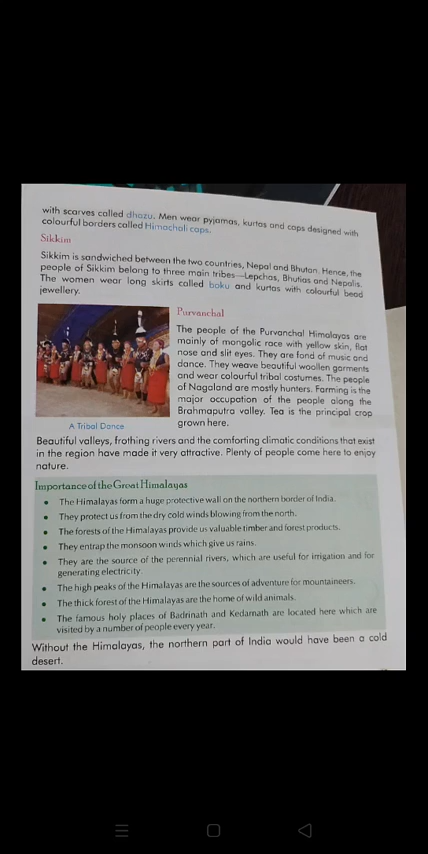 with scarves called dhazu. Men wear pyjamas, kurtas and caps designed with
colourful borders called Himachali caps.
Sikkim
Sikkim is sandwiched between the two countries, Nepal and Bhutan. Hence, the
people of Sikkim belong to three main tribes—Lepchas, Bhutias and Nepalis.
The women wear long skirts called baku and kurtas with colourful bead
jewellery.
Purvanchal
The people of the Purvanchal Himalayas are
mainly of mongolic race with yellow skin, flat
nose and slit eyes. They are fond of music and
dance. They weave beautiful woollen garments
and wear colourful tribal costumes. The people
of Nagaland are mostly hunters. Farming is the
major occupation of the people along the
Brahmaputra valley. Tea is the principal crop
grown here.
A Tribal Dance
Beautiful valleys, frothing rivers and the comforting climatic conditions that exist
in the region have made it very attractive. Plenty of people come here to enjoy
nature.
Importance of the Great Himalayas
• The Himalayas form a huge protective wall on the northern border of India.
• They protect us from the dry cold winds blowing from the north.
• The forests of the Himalayas provide us valuable timber and forest products.
• They entrap the monsoon winds which give us rains.
• They are the source of the perennial rivers, which are useful for irrigation and for
generating electricity.
• The high peaks of the Himalayas are the sources of adventure for mountaineers.
• The thick forest of the Himalayas are the home of wild animals.
• The famous holy places of Badrinath and Kedarnath are located here which are
visited by a number of people every year.
Without the Himalayas, the northern part of India would have been a cold
desert.